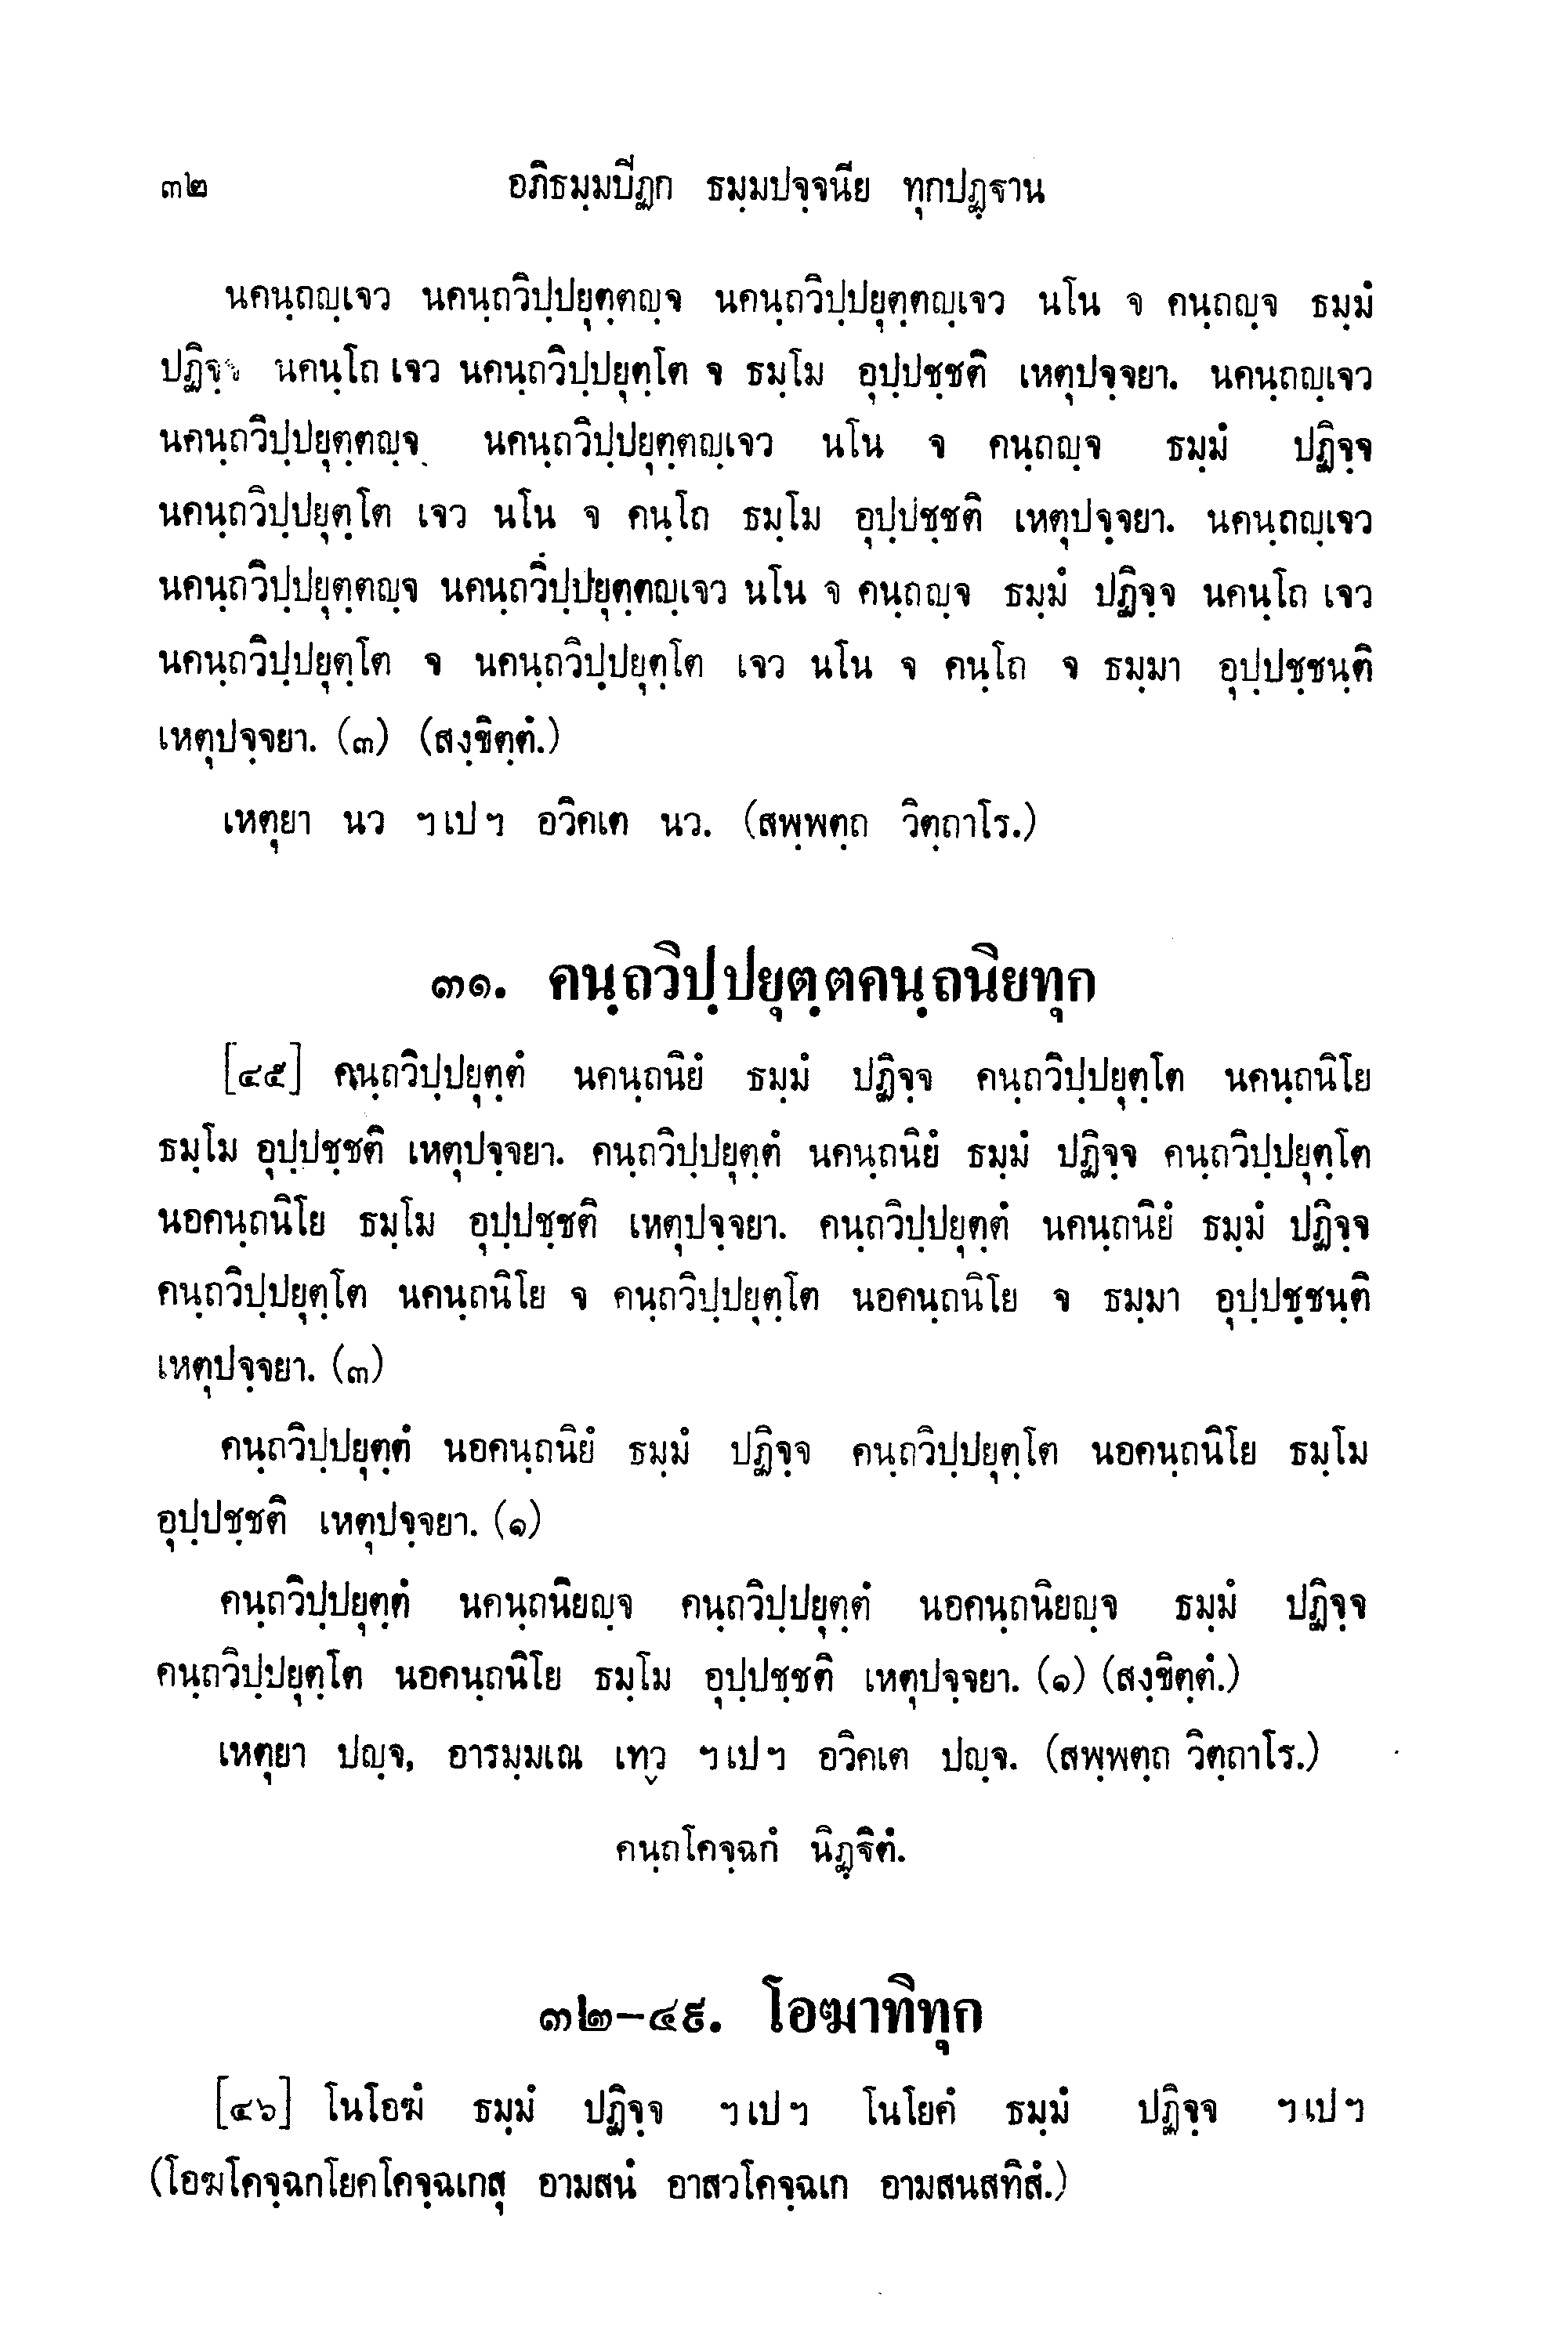 ๓๒ อภิธมฺมปิฏก ธมฺมปจฺจนีย ทุกปฏฺฐาน
นคนฺถญฺเจว นคนฺถวิปฺปยุตฺตญฺจ นคนฺถวิปฺปยุตฺตญฺเจว นโน จ คนฺถญฺจ ธมฺมํ
ปฏิจฺจ นคนฺโถ เจว นคนฺถวิปฺปยุตฺโต จ ธมฺโม อุปฺปชฺชติ เหตุปจฺจยา. นคนฺถญฺเจว
นคนฺถวิปฺปยุตฺตญฺจ นคนฺถวิปฺปยุตฺตญฺเจว นโน จ คนฺถญฺจ ธมฺมํ ปฏิจฺจ
นคนฺถวิปฺปยุตฺโต เจว นโน จ คนฺโถ ธมฺโม อุปฺปชฺชติ เหตุปจฺจยา. นคนฺถญฺเจว
นคนฺถวิปฺปยุตฺตญฺจ นคนฺถวิปฺปยุตฺตญฺเจว นโน จ คนฺถญฺจ ธมฺมํ ปฏิจฺจ นคนฺโถ เจว
นคนฺถวิปฺปยุตฺโต จ นคนฺถวิปฺปยุตฺโต เจว นโน จ คนฺโถ จ ธมฺมา อุปฺปชฺชนฺติ
เหตุปจฺจยา. (๓) (สงฺขิตฺตํ.)
เหตุยา นว ฯเปฯ อวิคเต นว. (สพฺพตฺถ วิตฺถาโร.)
๓๑. คนฺถวิปฺปยุตฺตคนฺถนิยทุก
[๔๕] คนฺถวิปฺปยุตฺตํ นคนฺถนิยํ ธมฺมํ ปฏิจฺจ คนฺถวิปฺปยุตฺโต นคนฺถนิโย
ธมฺโม อุปฺปชฺชติ เหตุปจฺจยา. คนฺถวิปฺปยุตฺตํ นคนฺถนิยํ ธมฺมํ ปฏิจฺจ คนฺถวิปฺปยุตฺโต
นอคนฺถนิโย ธมฺโม อุปฺปชฺชติ เหตุปจฺจยา. คนฺถวิปฺปยุตฺตํ นคนฺถนิยํ ธมฺมํ ปฏิจฺจ
คนฺถวิปฺปยุตฺโต นคนฺถนิโย จ คนฺถวิปฺปยุตฺโต นอคนฺถนิโย จ ธมฺมา อุปฺปชฺชนฺติ
เหตุปจฺจยา. (๓)
คนฺถวิปฺปยุตฺตํ นอคนฺถนิยํ ธมฺมํ ปฏิจฺจ คนฺถวิปฺปยุตฺโต นอคนฺถนิโย ธมฺโม
อุปฺปชฺชติ เหตุปจฺจยา. (๑)
คนฺถวิปฺปยุตฺตํ นคนฺถนิยญฺจ คนฺถวิปฺปยุตฺตํ นอคนฺถนิยญฺจ ธมฺมํ ปฏิจฺจ
คนฺถวิปฺปยุตฺโต นอคนฺถนิโย ธมฺโม อุปฺปชฺชติ เหตุปจฺจยา. (๑) (สงฺขิตฺตํ.)
เหตุยา ปญฺจ, อารมฺมเณ เทฺว ฯเปฯ อวิคเต ปญฺจ. (สพฺพตฺถ วิตฺถาโร.)
คนฺถโคจฺฉกํ นิฏฺฐิตํ.
๓๒-๔๙. โอฆาทิทุก
[๔๖] โนโอฆํ ธมฺมํ ปฏิจฺจ ฯเปฯ โนโยคํ ธมฺมํ ปฏิจฺจ ฯเปฯ
(โอฆโคจฺฉกโยคโคจฺฉเกสุ อามสนํ อาสวโคจฺฉเก อามสนสทิสํ.)